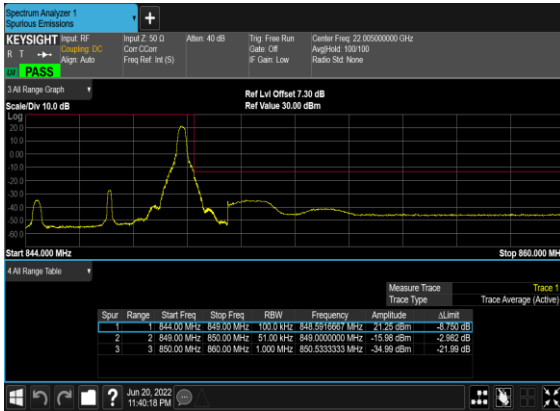 Spectrum Analyzer 1
Spurious Emissions
KEYSIGHT Input: RF Input Z: 50 Ω Atten: 40 dB Trig: Free Run Center Freq: 22.005000000 GHz
R T Coupling: DC Corr CCorr Gate: Off Avg|Hold: 100/100
Align: Auto Freq Ref: Int (S) IF Gain: Low Radio Std: None
LXI PASS
3 All Range Graph
Ref Lvl Offset 7.30 dB
Scale/Div 10.0 dB Ref Value 30.00 dBm
Log
20.0
10.0
0.00
-10.0
-20.0
-30.0
-40.0
-50.0
-60.0
Start 844.000 MHz Stop 860.000 MH
4 All Range Table
Measure Trace Trace 1
Trace Type Trace Average (Active)
Spur Range Start Freq Stop Freq RBW Frequency Amplitude ΔLimit
1 1 844.00 MHz 849.00 MHz 100.0 kHz 848.5916667 MHz 21.25 dBm -8.750 dB
2 2 849.00 MHz 850.00 MHz 51.00 kHz 849.0000000 MHz -15.98 dBm -2.982 dB
3 3 850.00 MHz 860.00 MHz 1.000 MHz 850.5333333 MHz -34.99 dBm -21.99 dB
Jun 20, 2022
11:40:18 PM